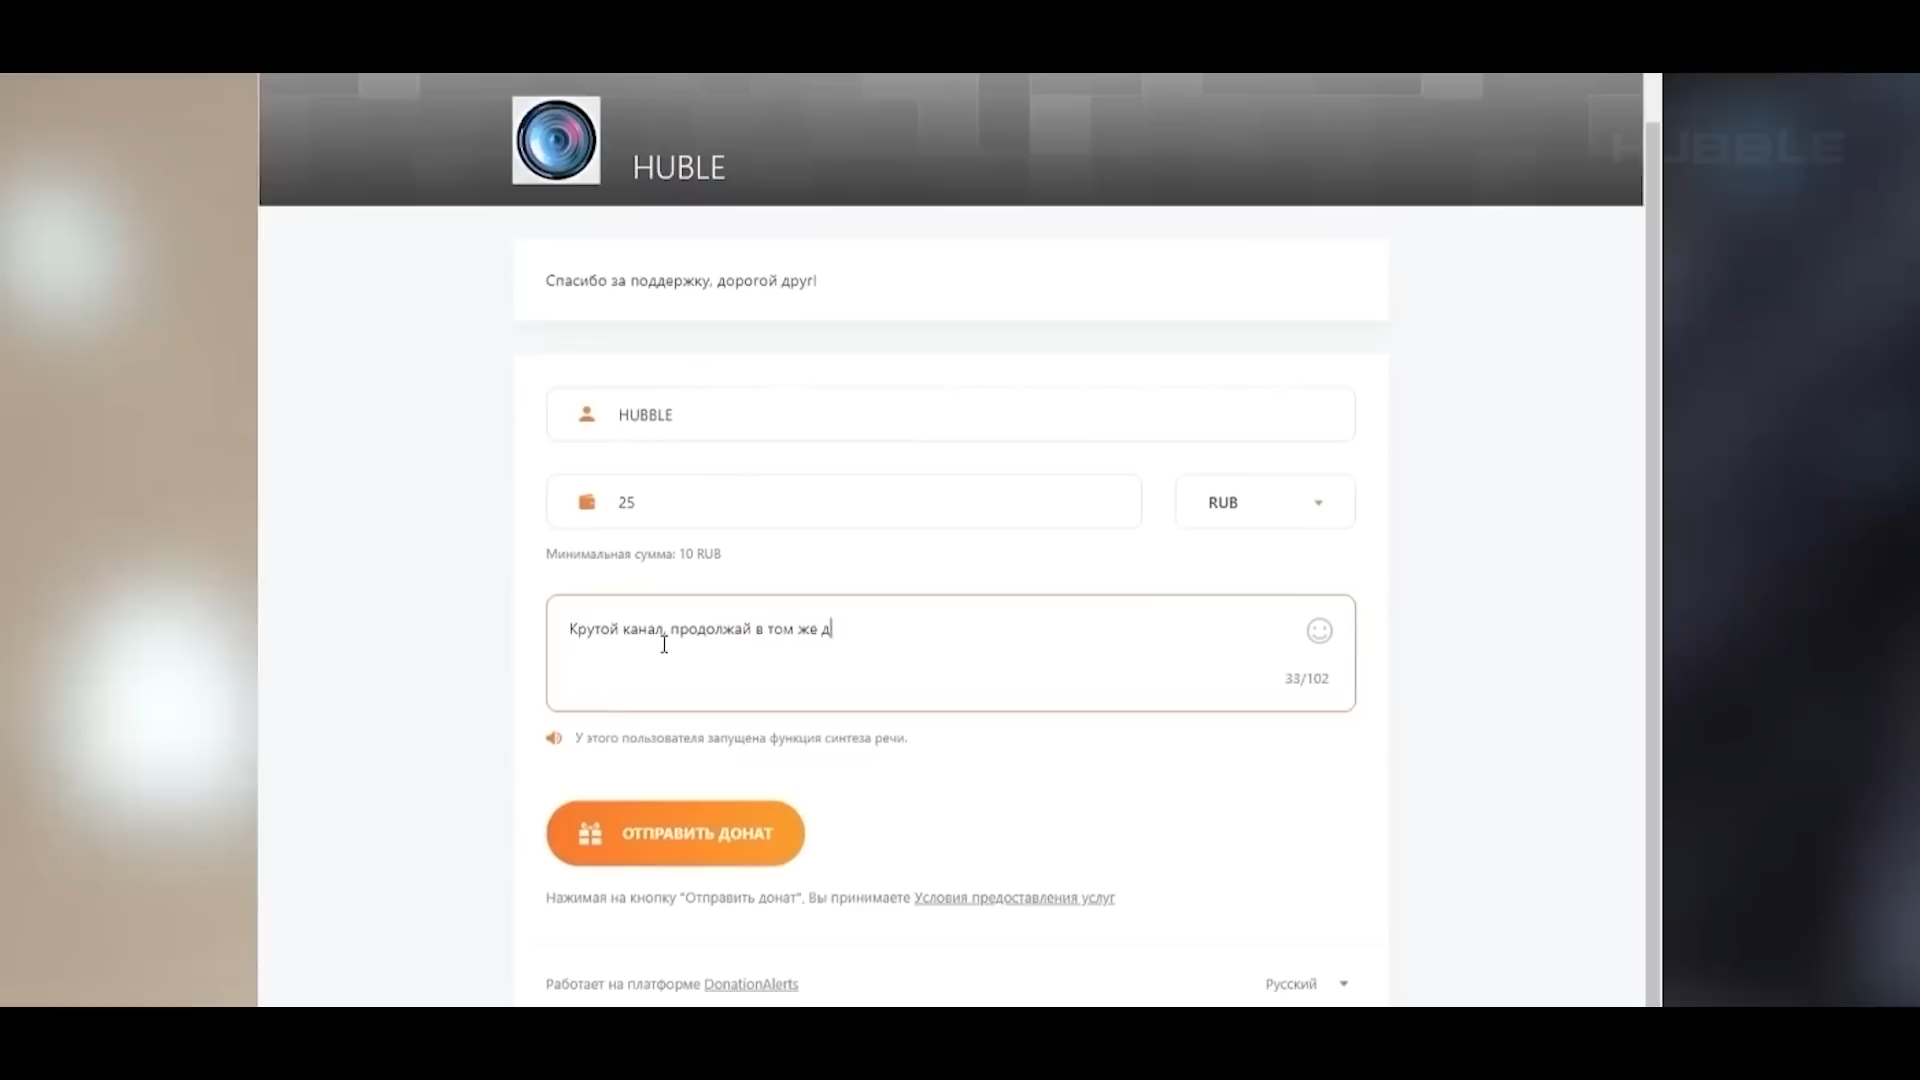 HUBBLE
HUBLE
Спасибо за поддержку, дорогой друг!
HUBBLE
25
RUB
Минимальная сумма: 10 RUB
Крутой канал, продолжай в том же д
33/102
У этого пользователя запущена функция синтеза речи.
ОТПРАВИТЬ ДОНАТ
Нажимая на кнопку "Отправить донат", Вы принимаете Условия предоставления услуг
Работает на платформе DonationAlerts
Русский